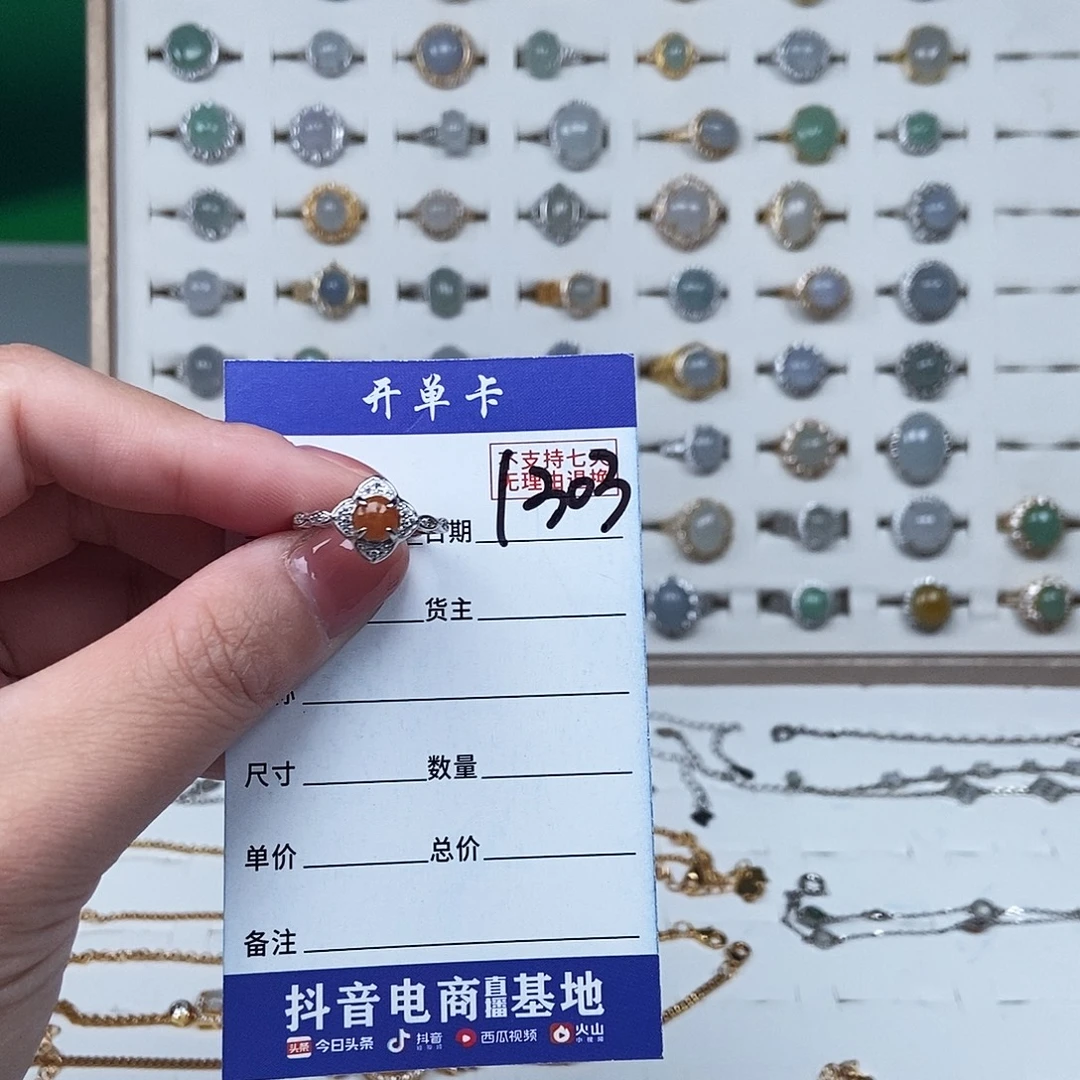 开单卡
不支持七天
无理由退换
1303
日期
货主
尺寸 数量
单价 总价
备注
抖音电商直播基地
头条 今日头条 抖音 西瓜视频 火山